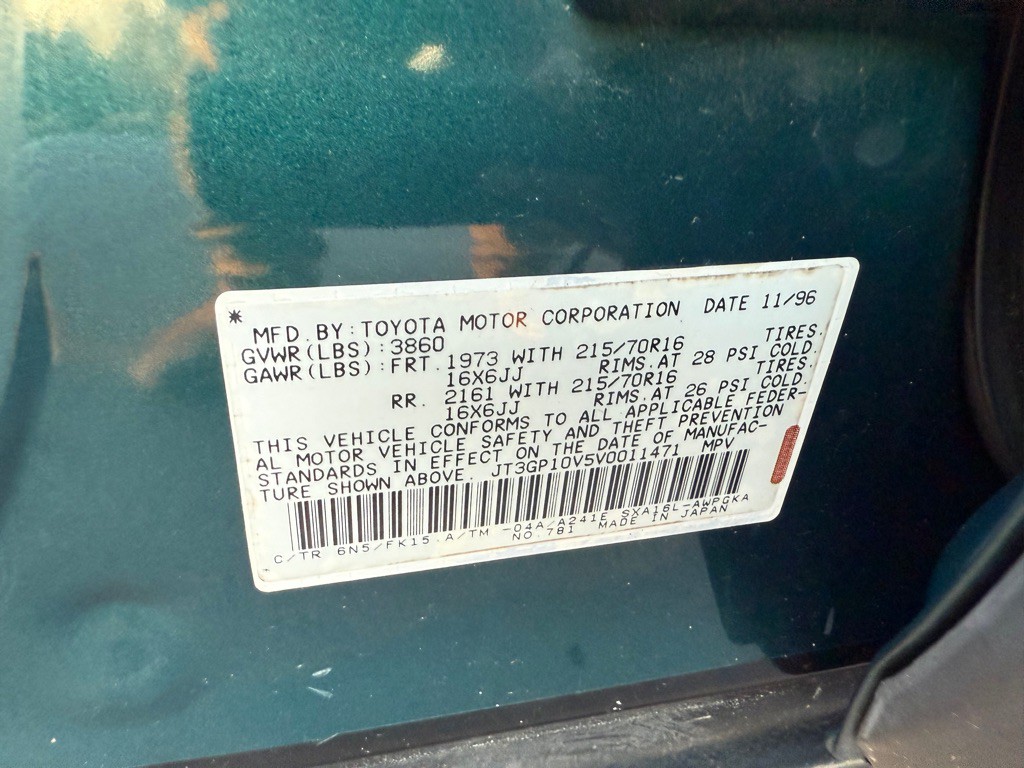 * MFD. BY: TOYOTA MOTOR CORPORATION DATE 11/96
GVWR(LBS):3860
GAWR(LBS):FRT. 1973 WITH 215/70R16 TIRES.
16X6JJ RIMS.AT 28 PSI COLD.
RR. 2161 WITH 215/70R16 TIRES.
16X6JJ RIMS.AT 26 PSI COLD.
THIS VEHICLE CONFORMS TO ALL APPLICABLE FEDER-
AL MOTOR VEHICLE SAFETY AND THEFT PREVENTION
STANDARDS IN EFFECT ON THE DATE OF MANUFAC-
TURE SHOWN ABOVE. JT3GP10V5V0011471 MPV
C/TR 6N5/FK15 A/TM -04A/A241E SXA16L-AWPGKA
NO.781 MADE IN JAPAN